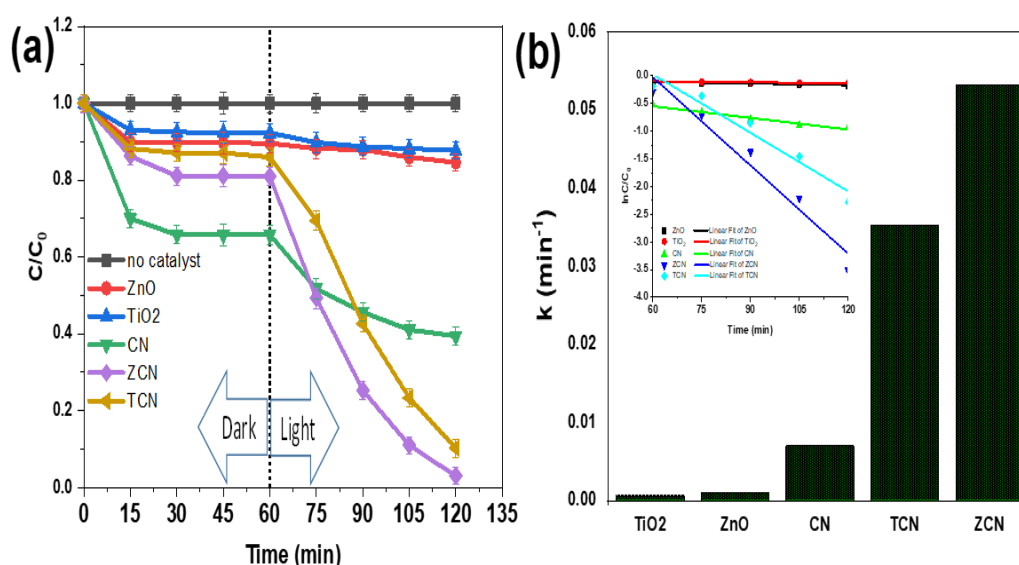 (a)
1.2
1.0
0.8
0.6
0.4
0.2
0.0
C/C0
no catalyst
ZnO
TiO2
CN
ZCN
TCN
Dark
Light
0 15 30 45 60 75 90 105 120 135
Time (min)
(b)
0.06
0.05
0.04
0.03
0.02
0.01
0.00
k (min-1)
TiO2 ZnO CN TCN ZCN
0.0
-0.5
-1.0
-1.5
-2.0
-2.5
-3.0
-3.5
-4.0
ln C/C0
ZnO Linear Fit of ZnO
TiO2 Linear Fit of TiO2
CN Linear Fit of CN
ZCN Linear Fit of ZCN
TCN Linear Fit of TCN
60 75 90 105 120
Time (min)